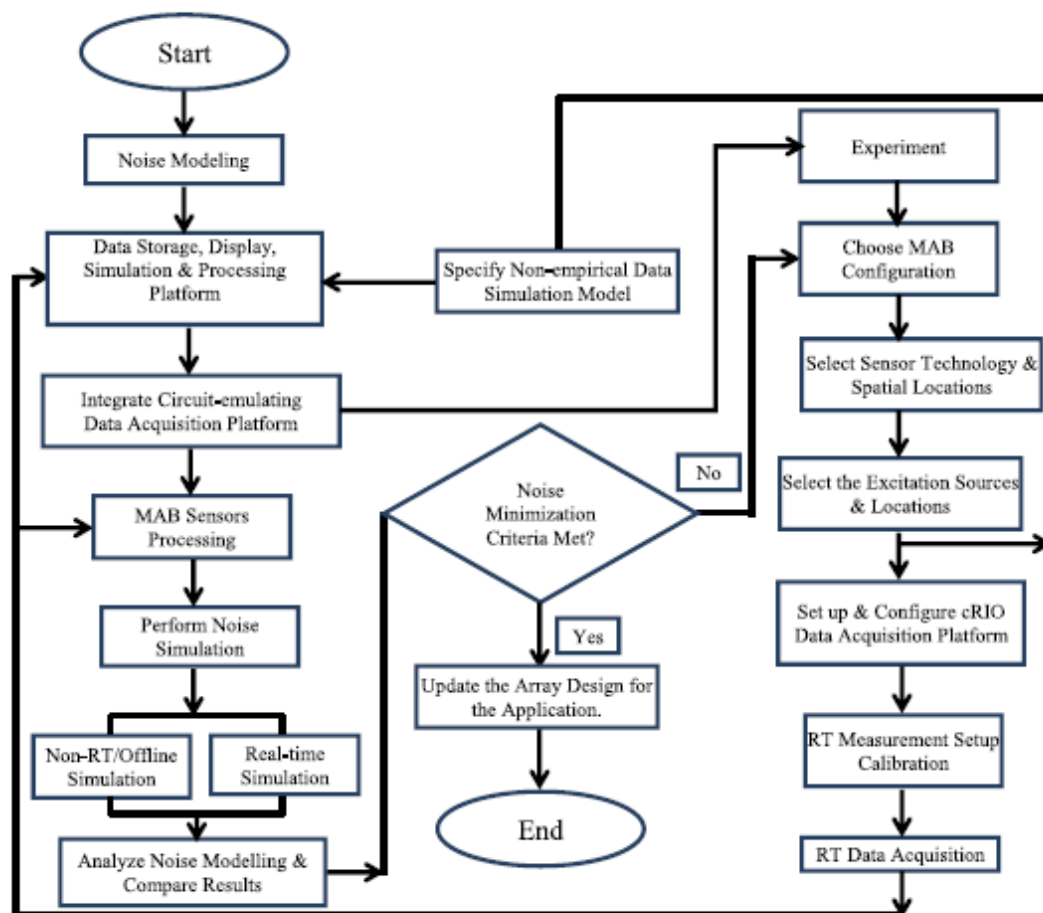 Start
Noise Modeling
Data Storage, Display,
Simulation & Processing
Platform
Integrate Circuit-emulating
Data Acquisition Platform
MAB Sensors
Processing
Perform Noise
Simulation
Non-RT/Offline
Simulation
Real-time
Simulation
Analyze Noise Modelling &
Compare Results
Specify Non-empirical Data
Simulation Model
Noise
Minimization
Criteria Met?
No
Yes
Update the Array Design for
the Application.
End
Experiment
Choose MAB
Configuration
Select Sensor Technology &
Spatial Locations
Select the Excitation Sources
& Locations
Set up & Configure cRIO
Data Acquisition Platform
RT Measurement Setup
Calibration
RT Data Acquisition